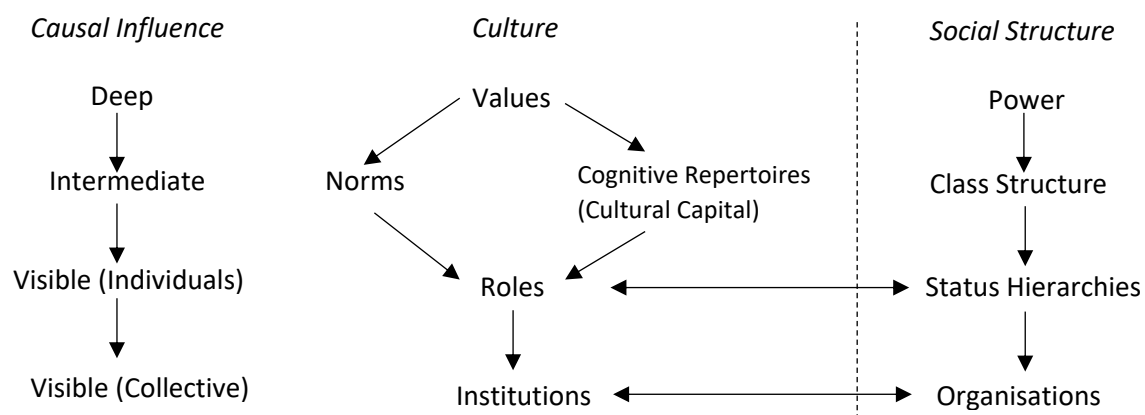 Causal Influence
Culture
Social Structure
Deep
Values
Power
Intermediate
Norms
Cognitive Repertoires
(Cultural Capital)
Class Structure
Visible (Individuals)
Roles
Status Hierarchies
Visible (Collective)
Institutions
Organisations